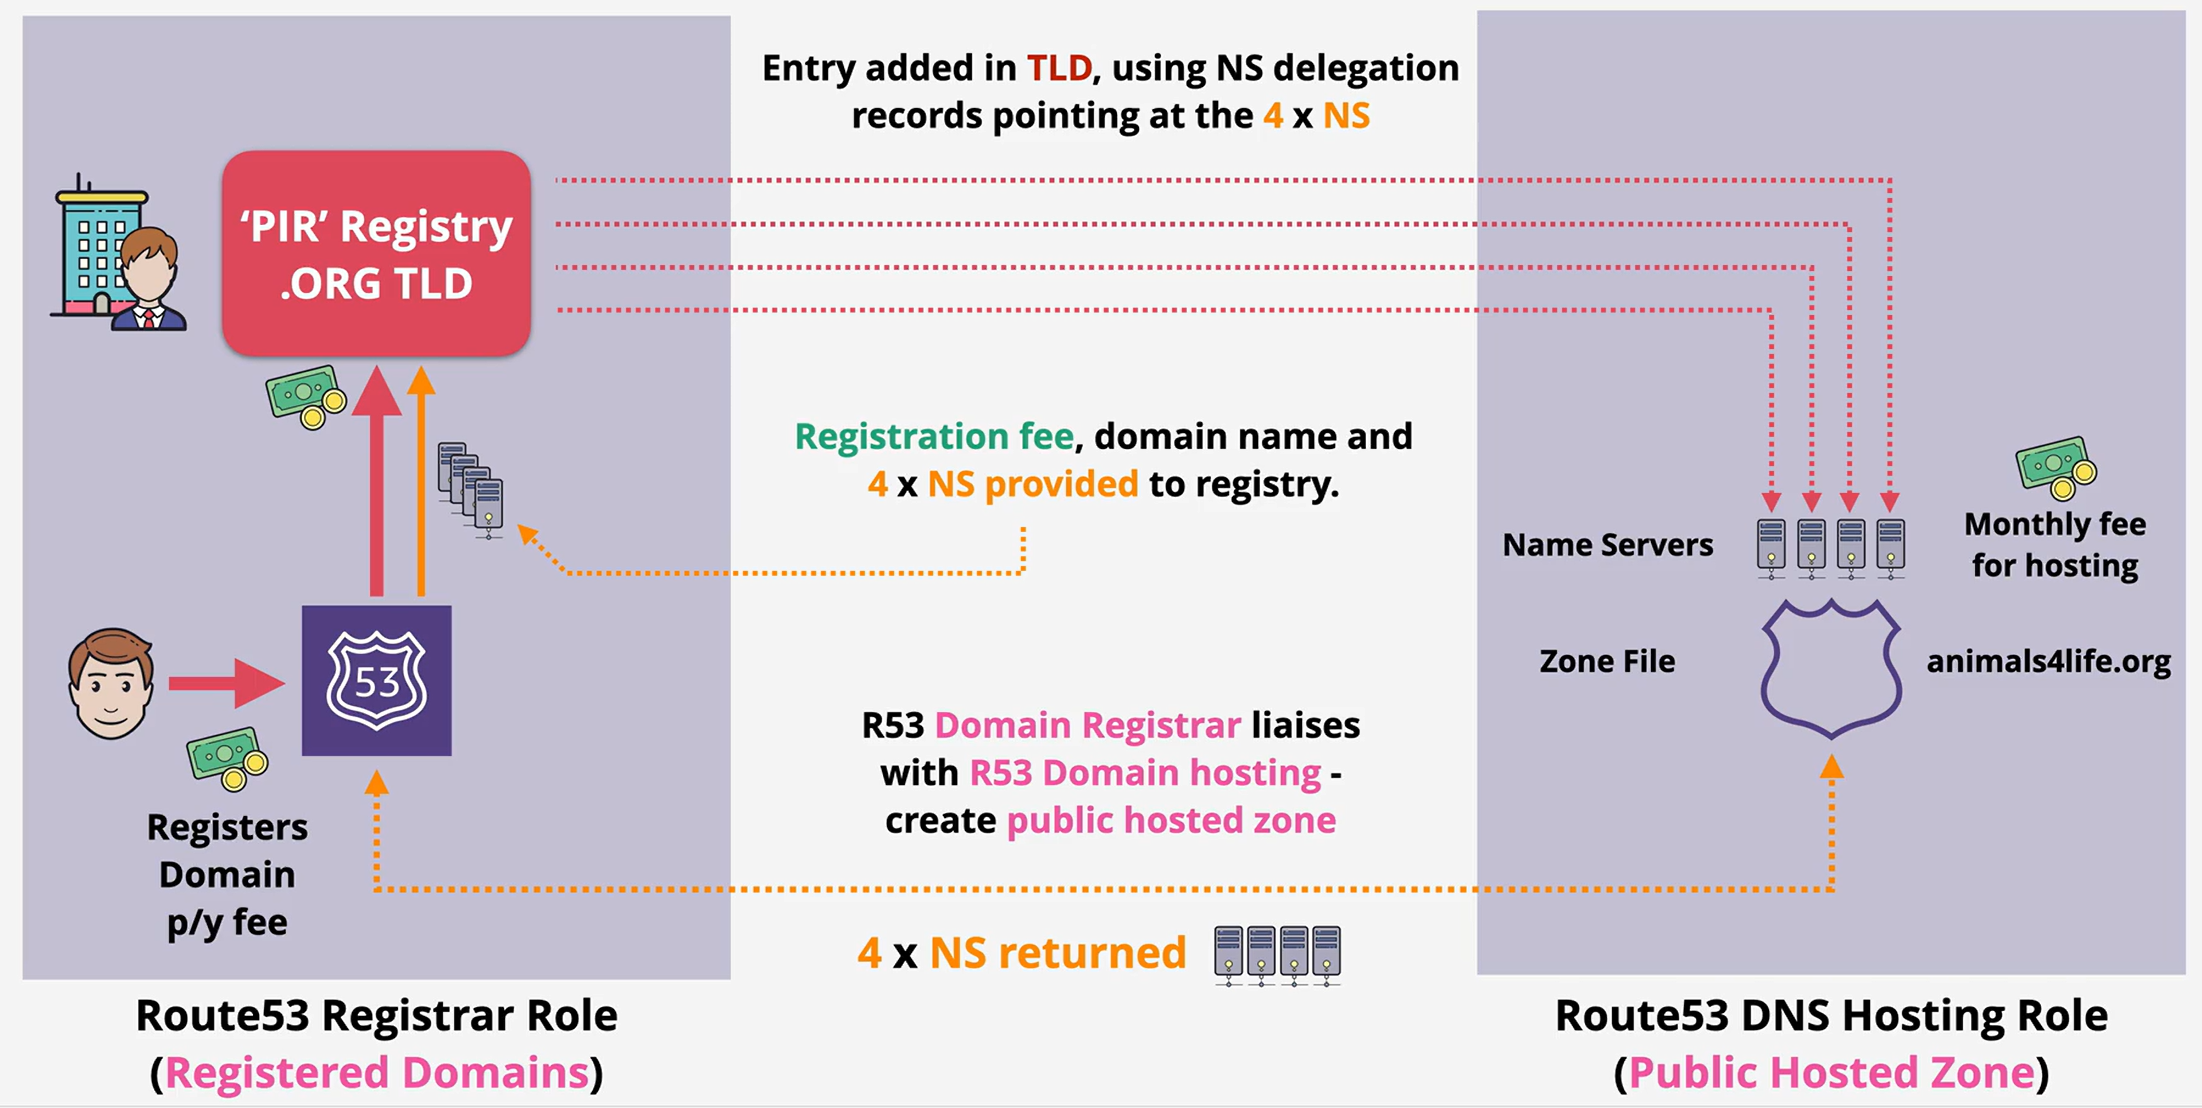 Entry added in TLD, using NS delegation
records pointing at the 4 x NS
‘PIR’ Registry
.ORG TLD
Registration fee, domain name and
4 x NS provided to registry.
Name Servers
Monthly fee
for hosting
53
Zone File
animals4life.org
R53 Domain Registrar liaises
with R53 Domain hosting -
create public hosted zone
Registers
Domain
p/y fee
4 x NS returned
Route53 Registrar Role
(Registered Domains)
Route53 DNS Hosting Role
(Public Hosted Zone)